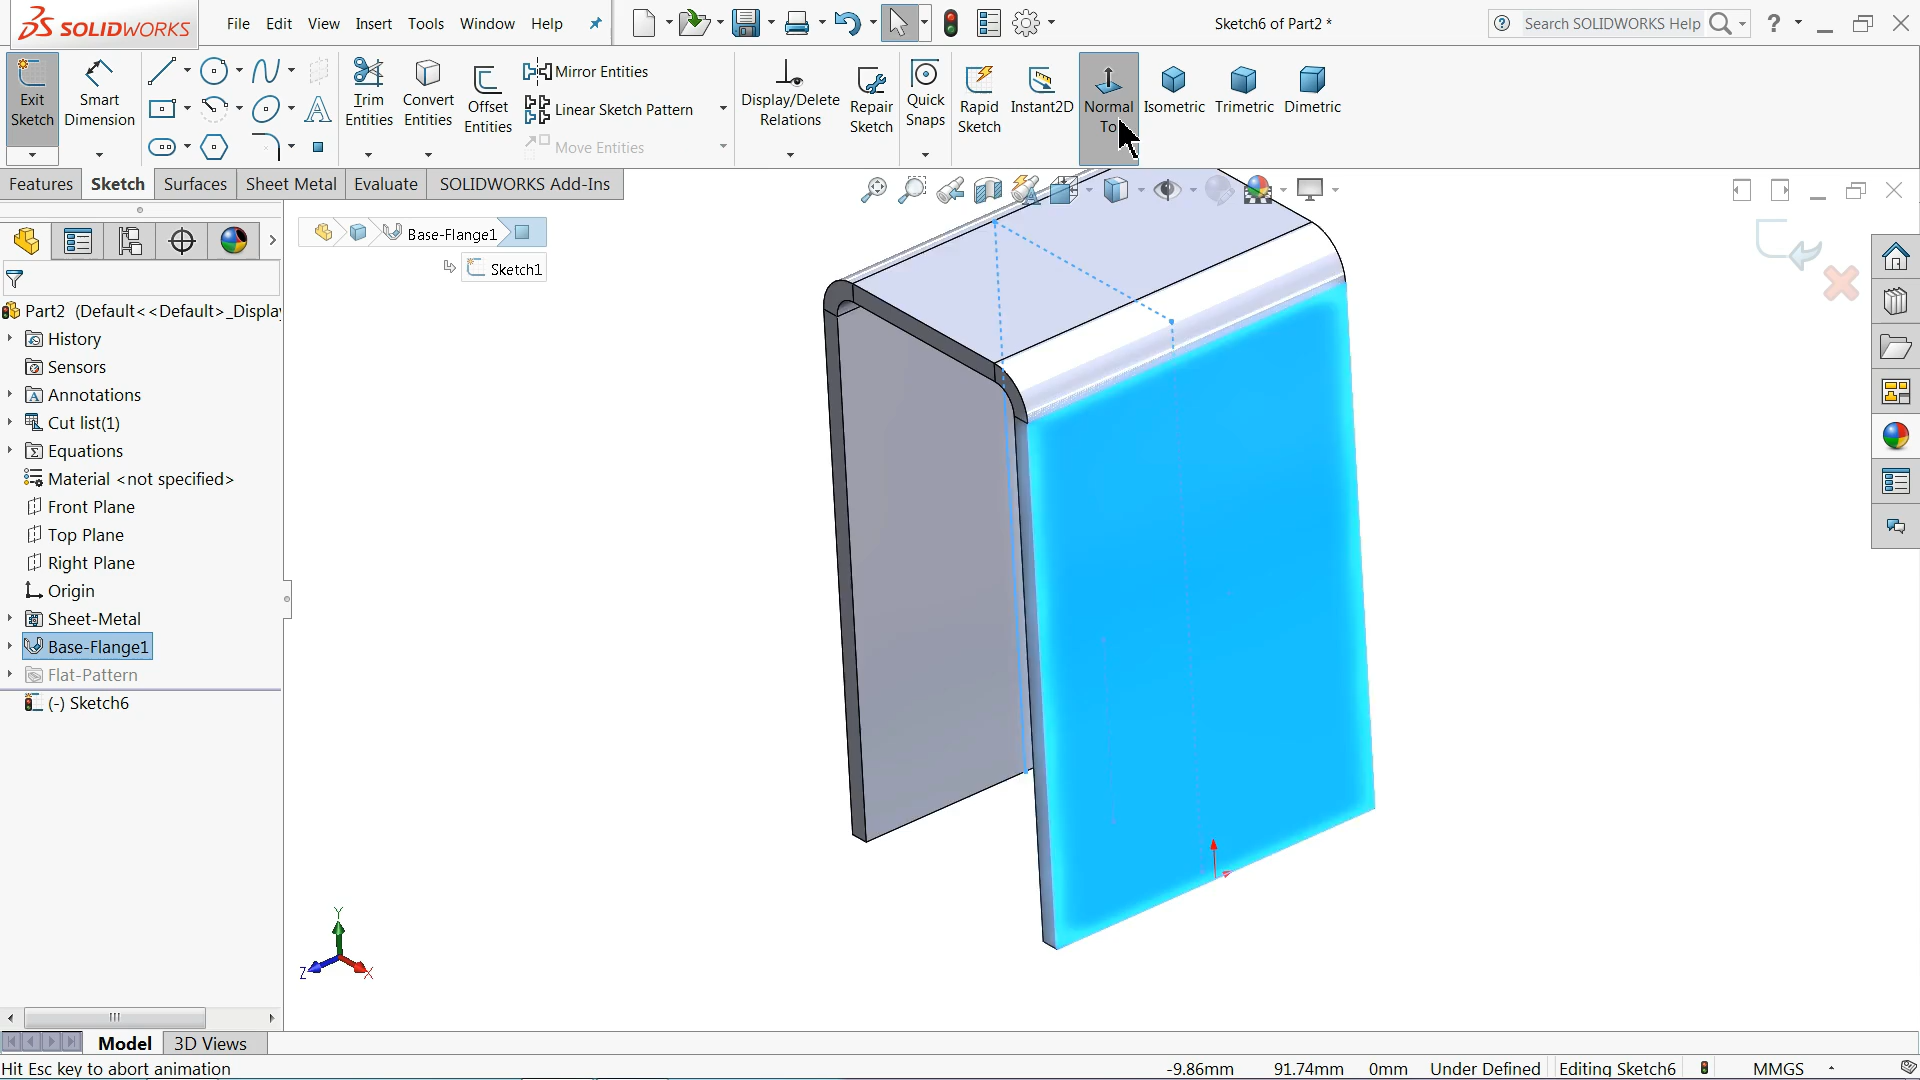 SOLIDWORKS
File Edit View Insert Tools Window Help
Sketch6 of Part2 *
Search SOLIDWORKS Help
Exit Sketch
Smart Dimension
Trim Entities
Convert Entities
Offset Entities
Mirror Entities
Linear Sketch Pattern
Move Entities
Display/Delete Relations
Repair Sketch
Quick Snaps
Rapid Sketch
Instant2D
Normal To
Isometric
Trimetric
Dimetric
Features Sketch Surfaces Sheet Metal Evaluate SOLIDWORKS Add-Ins
Base-Flange1
Sketch1
Part2 (Default<<Default>_Displa
History
Sensors
Annotations
Cut list(1)
Equations
Material <not specified>
Front Plane
Top Plane
Right Plane
Origin
Sheet-Metal
Base-Flange1
Flat-Pattern
(-) Sketch6
Y
Z
X
Model 3D Views
Hit Esc key to abort animation
-9.86mm 91.74mm 0mm Under Defined Editing Sketch6 MMGS